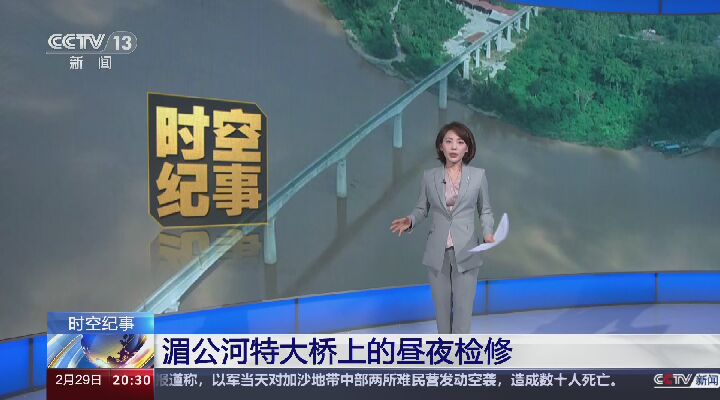 CCTV 13
新闻
时空
纪事
时空纪事
湄公河特大桥上的昼夜检修
2月29日 20:30
报道称，以军当天对加沙地带中部两所难民营发动空袭，造成数十人死亡。
CCTV 新闻